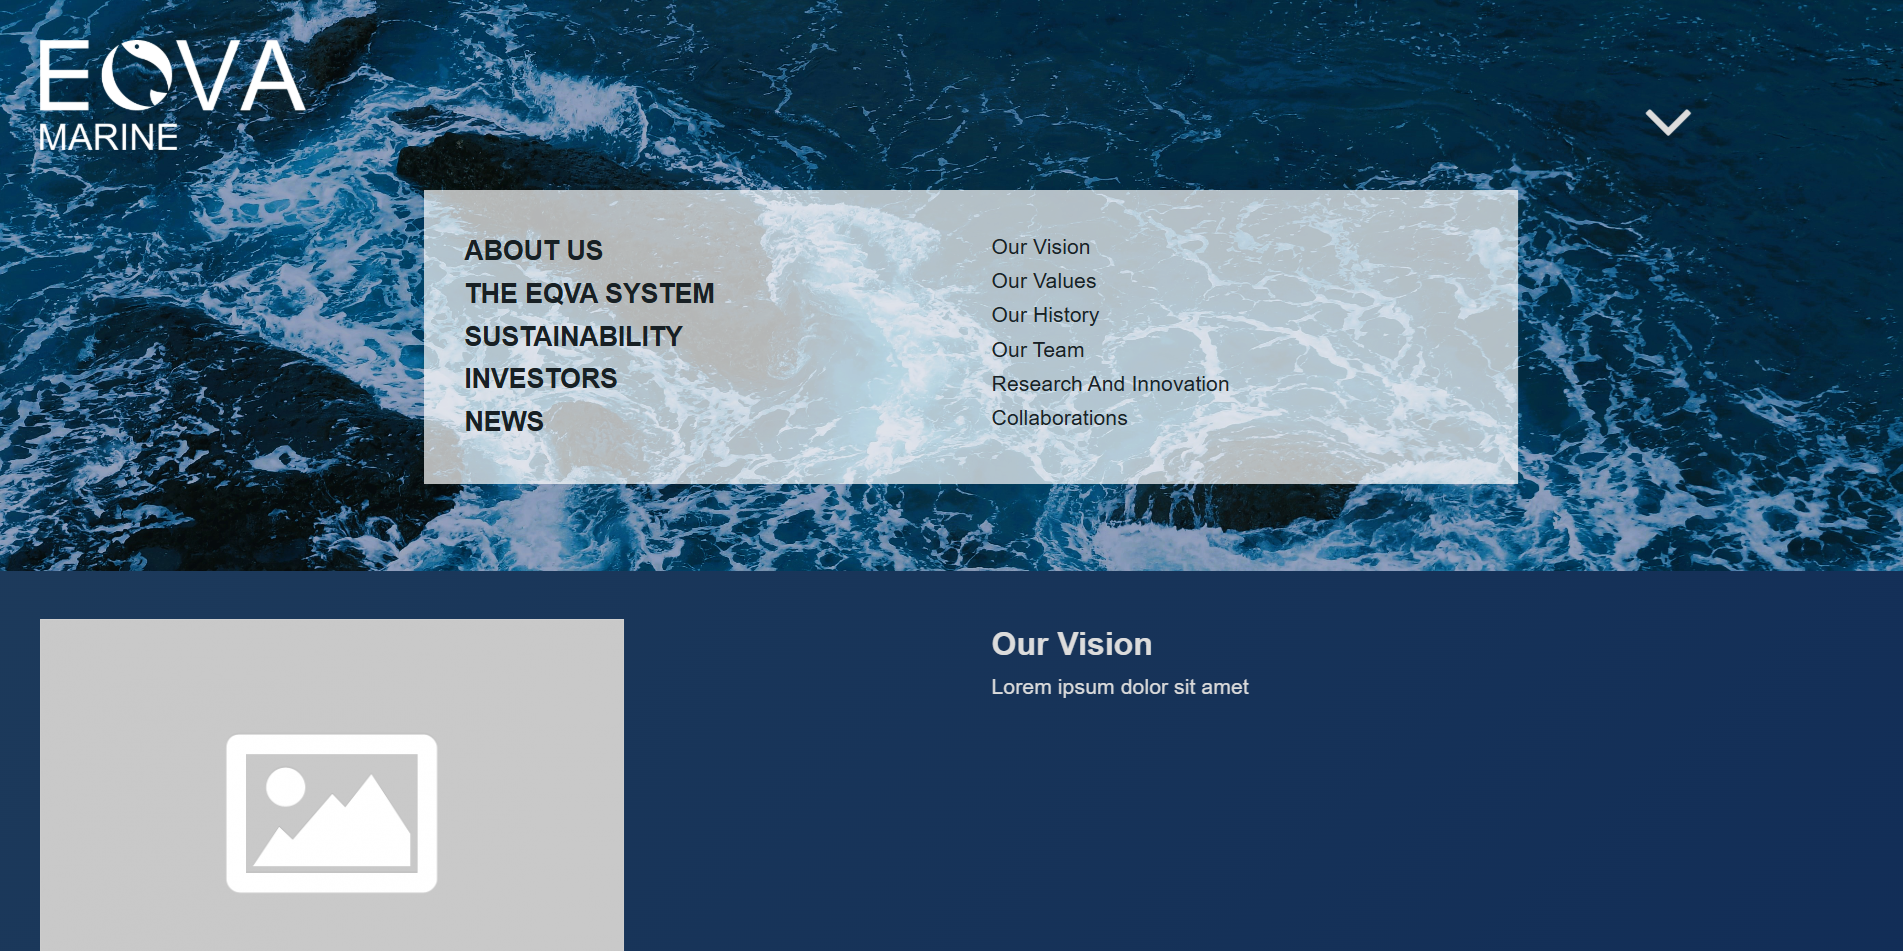 EQVA
MARINE
ABOUT US
THE EQVA SYSTEM
SUSTAINABILITY
INVESTORS
NEWS
Our Vision
Our Values
Our History
Our Team
Research And Innovation
Collaborations
Our Vision
Lorem ipsum dolor sit amet